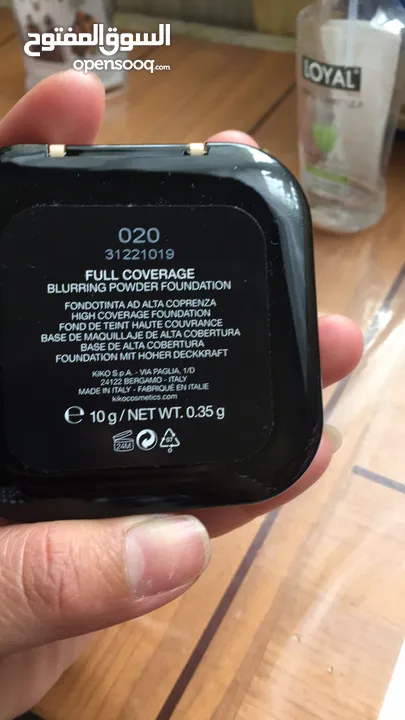 السوق المفتوح
opensooq.com
LOYAL
020
31221019
FULL COVERAGE
BLURRING POWDER FOUNDATION
FONDOTINTA AD ALTA COPRENZA
HIGH COVERAGE FOUNDATION
FOND DE TEINT HAUTE COUVRANCE
BASE DE MAQUILLAJE DE ALTA COBERTURA
BASE DE ALTA COBERTURA
FOUNDATION MIT HOHER DECKKRAFT
KIKO S.p.A. - VIA PAGLIA, 1/D
24122 BERGAMO - ITALY
MADE IN ITALY - FABRIQUÉ EN ITALIE
kikocosmetics.com
e 10 g / NET WT. 0.35 g
24M